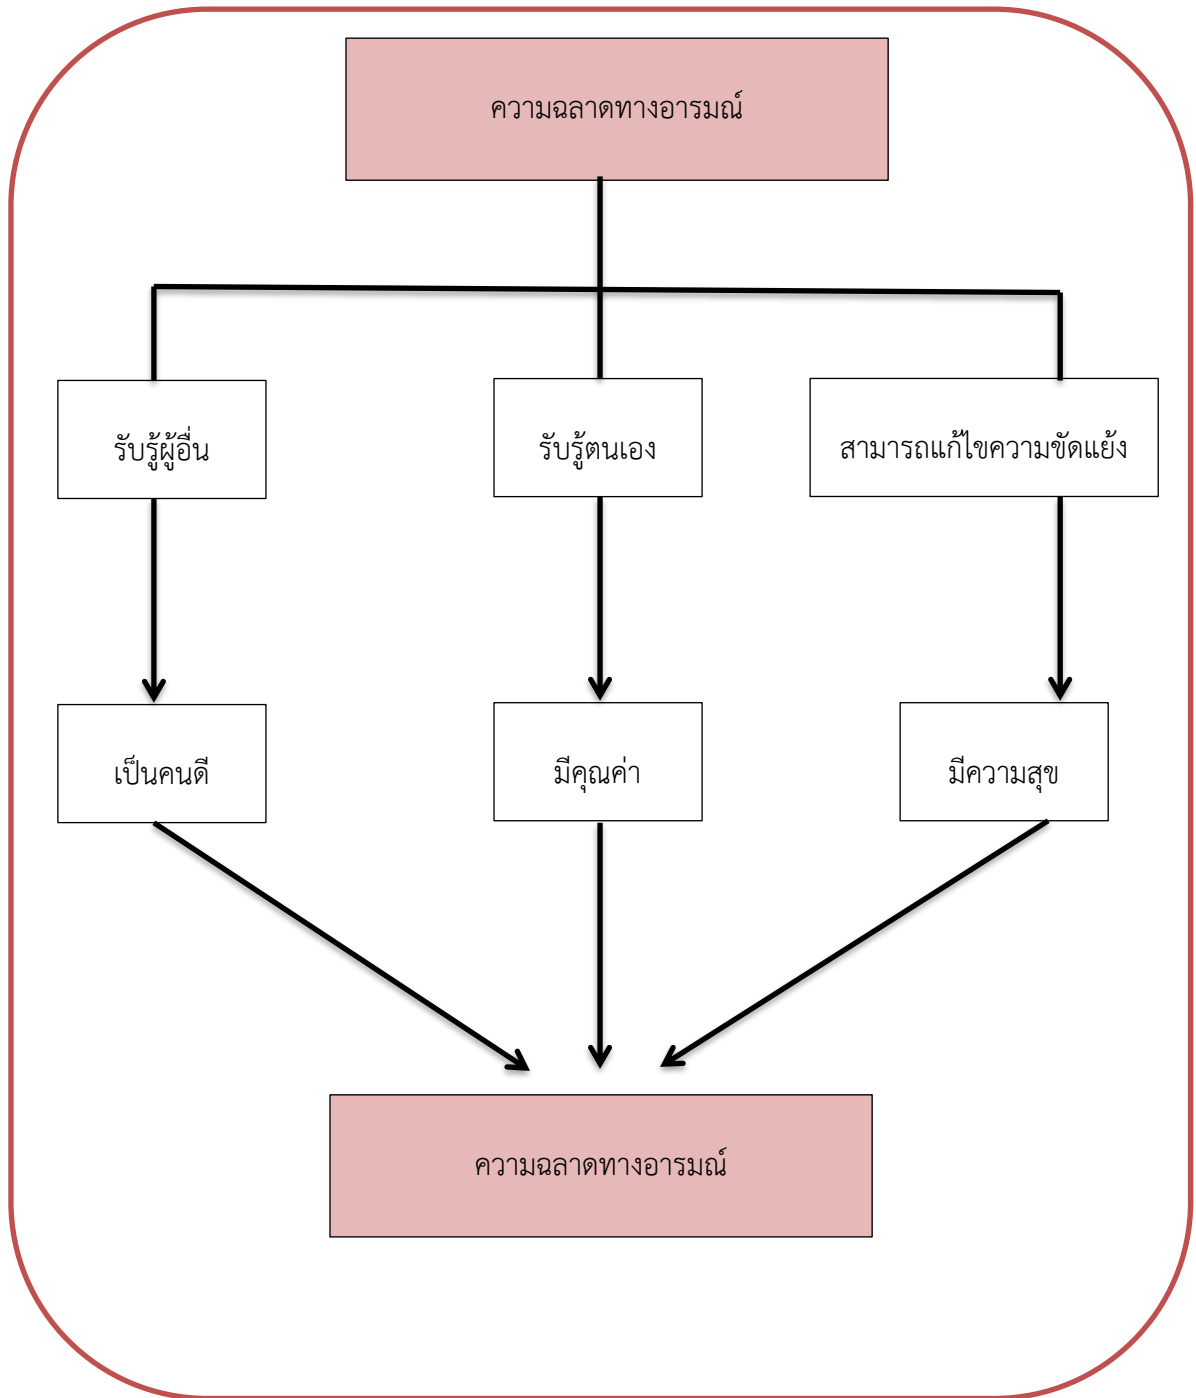 ความฉลาดทางอารมณ์
รับรู้ผู้อื่น
รับรู้ตนเอง
สามารถแก้ไขความขัดแย้ง
เป็นคนดี
มีคุณค่า
มีความสุข
ความฉลาดทางอารมณ์